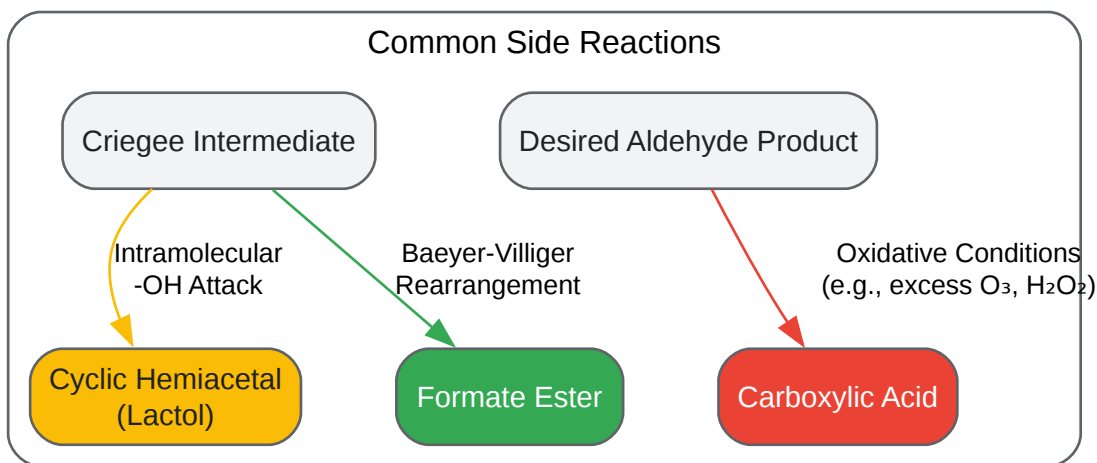 Common Side Reactions
Criegee Intermediate
Desired Aldehyde Product
Intramolecular
-OH Attack
Baeyer-Villiger
Rearrangement
Oxidative Conditions
(e.g., excess O₃, H₂O₂)
Cyclic Hemiacetal
(Lactol)
Formate Ester
Carboxylic Acid